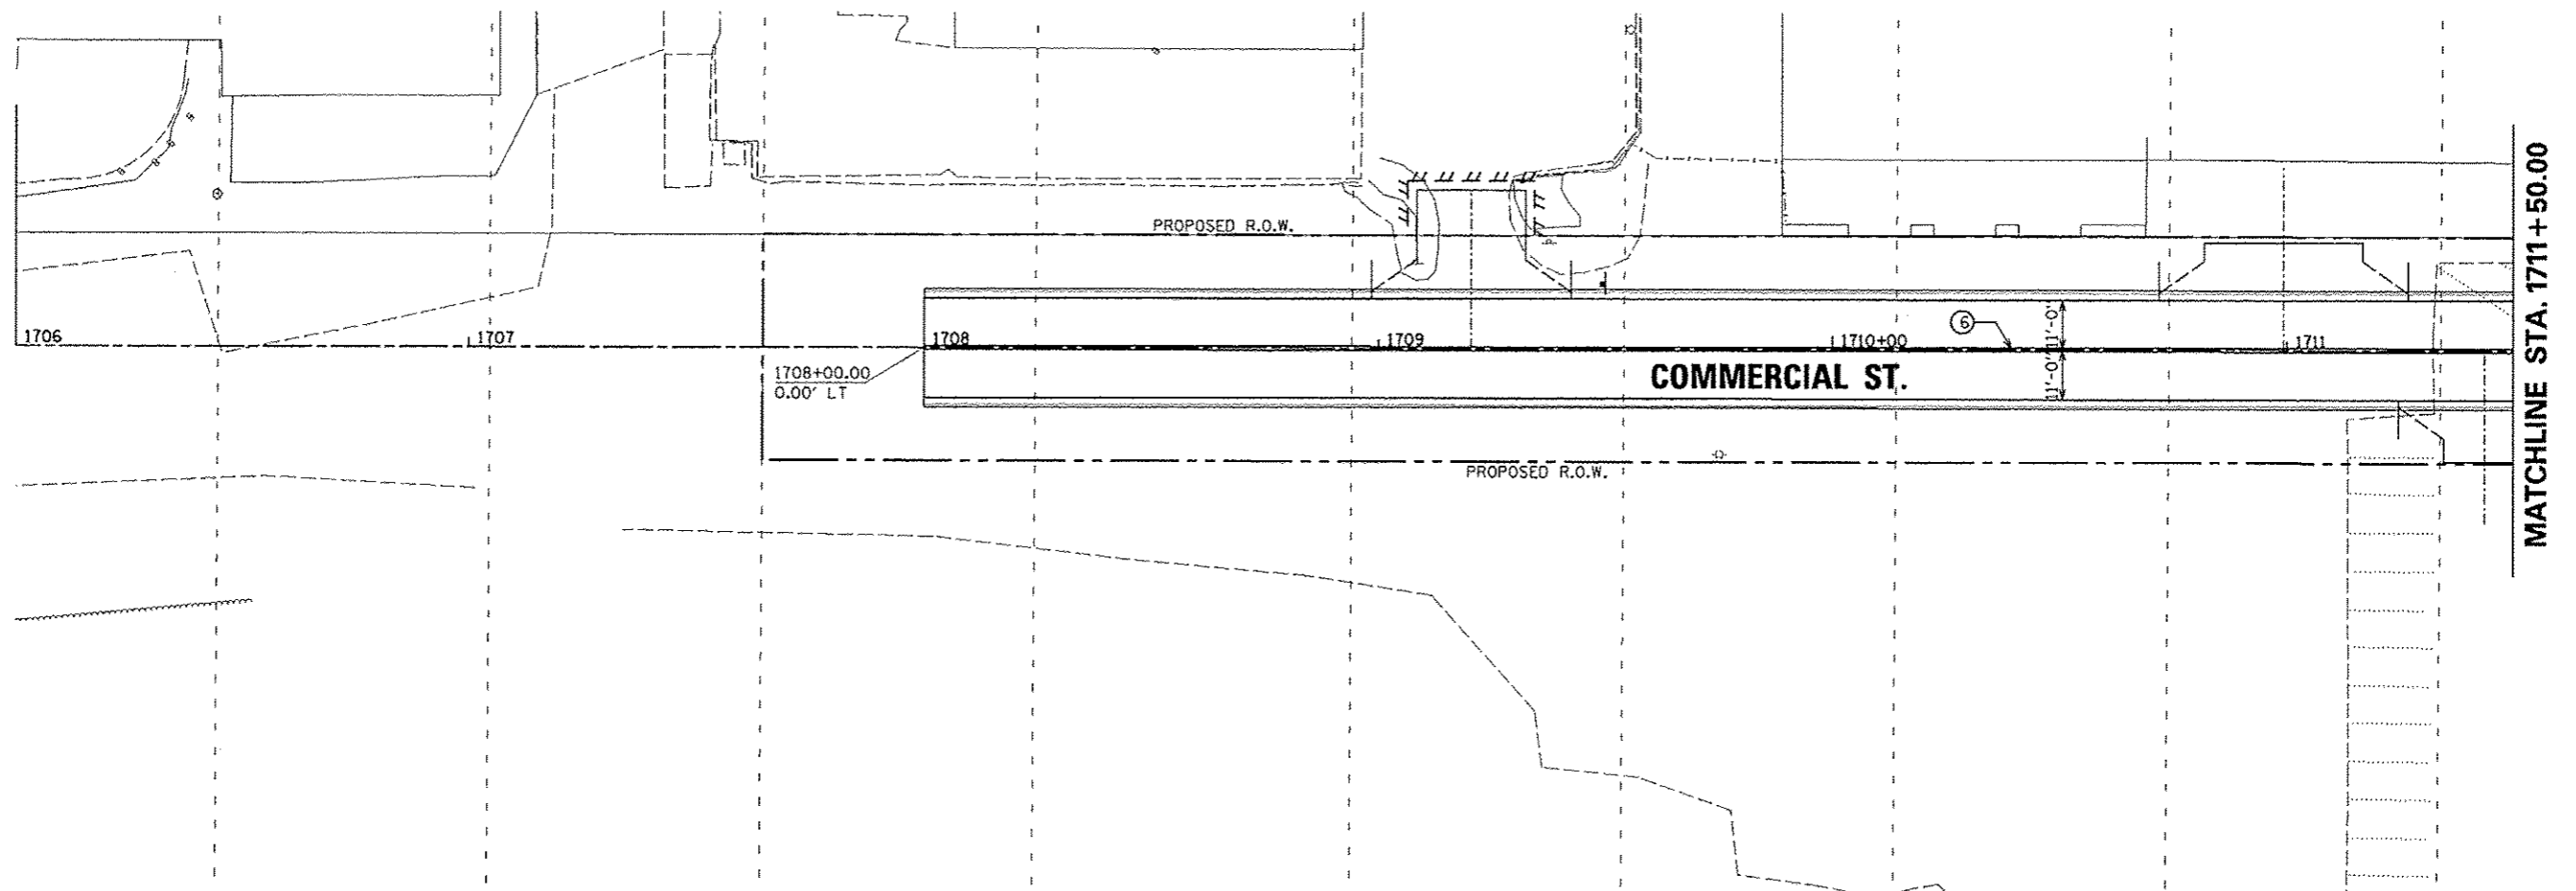 PROPOSED R.O.W.
1706
1707
1708
1709
1710+00
1711
6
11'-0'
11'-0'
1708+00.00
0.00' LT
COMMERCIAL ST.
PROPOSED R.O.W.
MATCHLINE STA. 1711+50.00